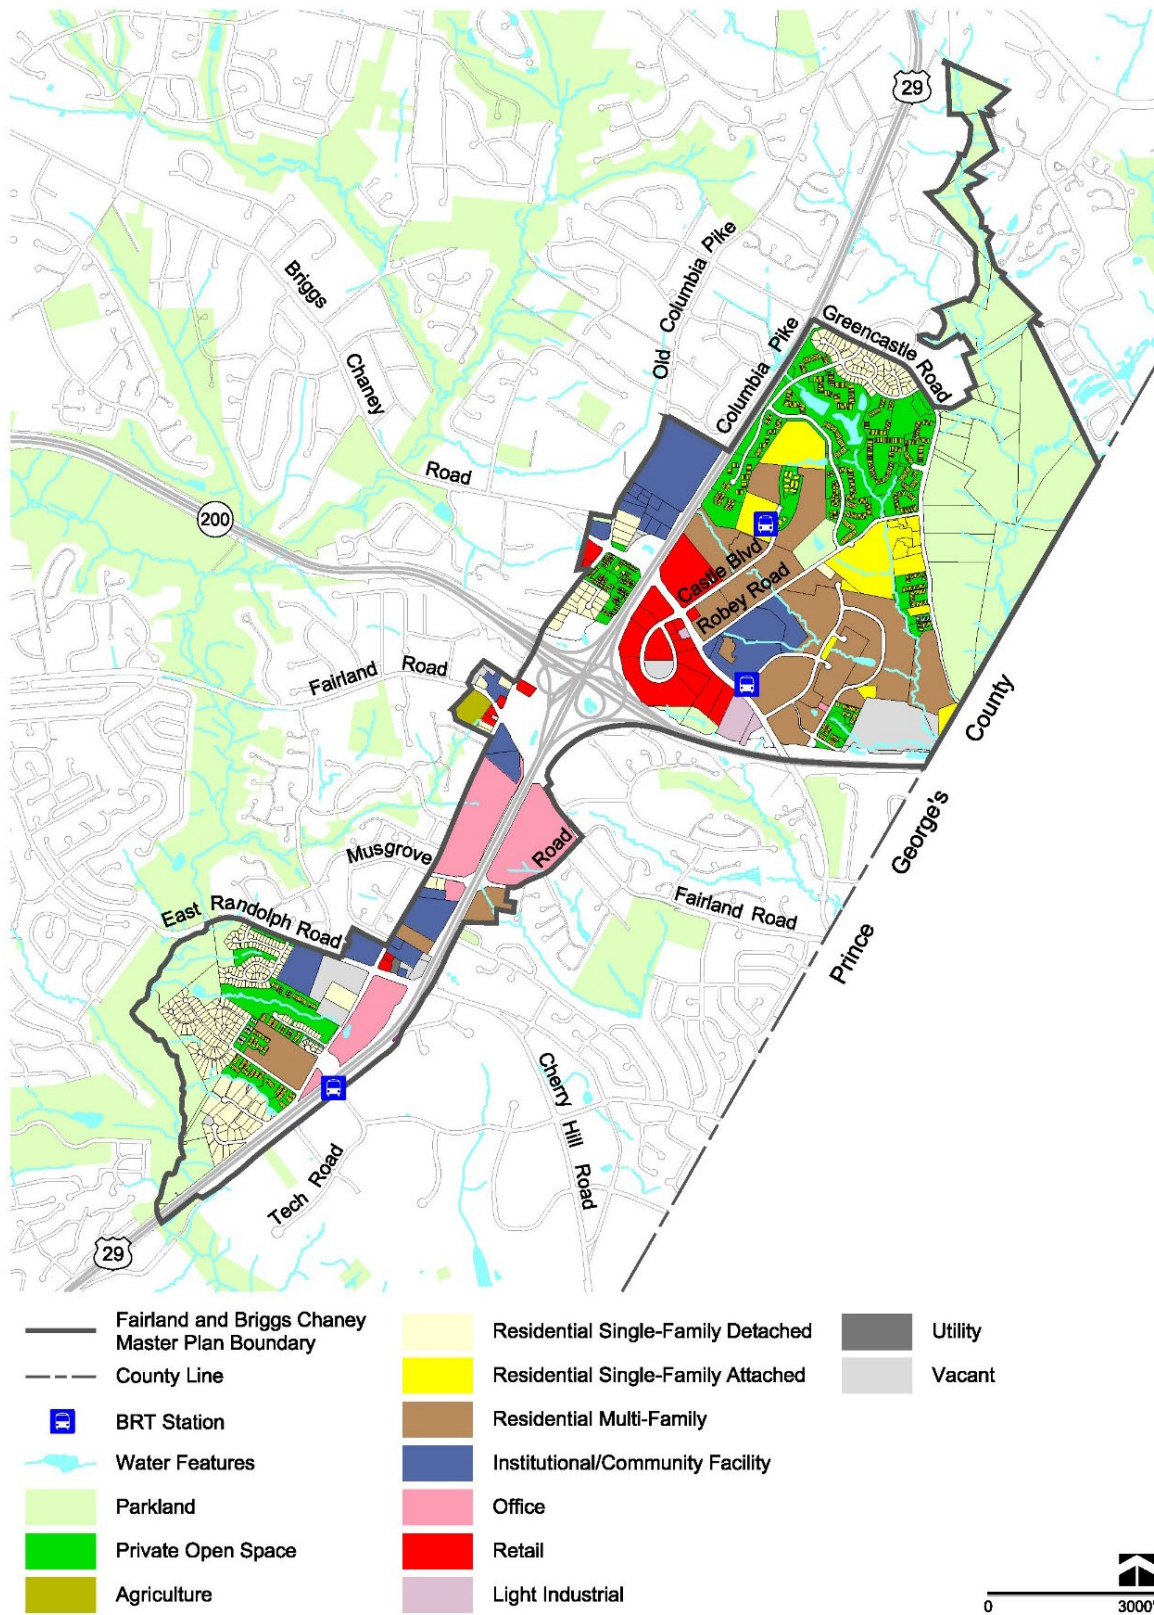 29
Old Columbia Pike
Columbia Pike
Greencastle Road
Briggs
Chaney
Road
200
Castle Blvd
Robey Road
Fairland Road
County
George's
Prince
Road
Musgrove
Fairland Road
East Randolph Road
Cherry Hill Road
Tech Road
29
Fairland and Briggs Chaney
Master Plan Boundary
County Line
BRT Station
Water Features
Parkland
Private Open Space
Agriculture
Residential Single-Family Detached
Residential Single-Family Attached
Residential Multi-Family
Institutional/Community Facility
Office
Retail
Light Industrial
Utility
Vacant
0
3000'